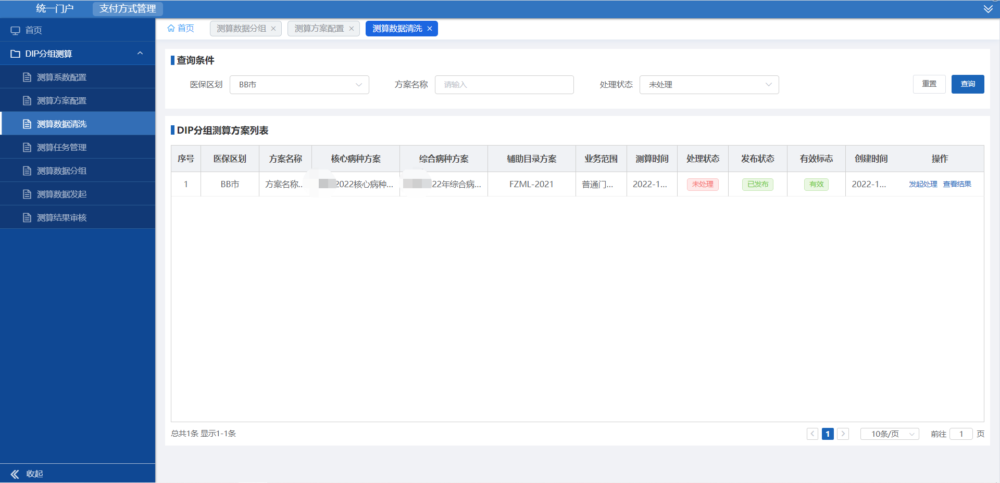 统一门户 支付方式管理
首页
DIP分组测算
测算系数配置
测算方案配置
测算数据清洗
测算任务管理
测算数据分组
测算数据发起
测算结果审核
收起
首页 测算数据分组 × 测算方案配置 × 测算数据清洗 ×
查询条件
医保区划 BB市 方案名称 请输入 处理状态 未处理 重置 查询
DIP分组测算方案列表
序号 医保区划 方案名称 核心病种方案 综合病种方案 辅助目录方案 业务范围 测算时间 处理状态 发布状态 有效标志 创建时间 操作
1 BB市 方案名称.. 2022核心病种... 22年综合病... FZML-2021 普通门... 2022-1... 未处理 已发布 有效 2022-1... 发起处理 查看结果
总共1条 显示1-1条 1 10条/页 前往 1 页